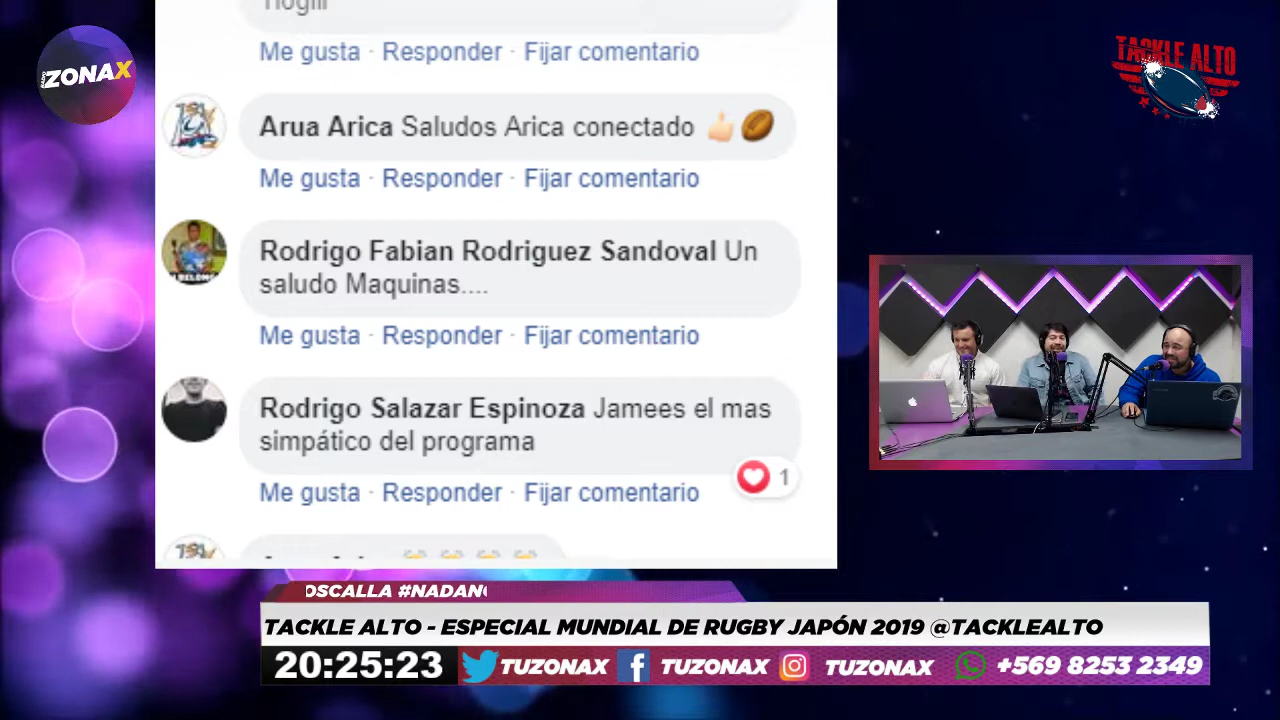 Me gusta · Responder · Fijar comentario
ZONAX
TACKLE ALTO
Arua Arica Saludos Arica conectado 👍🏻🏉
Me gusta · Responder · Fijar comentario
Rodrigo Fabian Rodriguez Sandoval Un
saludo Maquinas....
Me gusta · Responder · Fijar comentario
Rodrigo Salazar Espinoza Jamees el mas
simpático del programa
1
Me gusta · Responder · Fijar comentario
OSCALLA #NADANO
TACKLE ALTO - ESPECIAL MUNDIAL DE RUGBY JAPÓN 2019 @TACKLEALTO
20:25:23 TUZONAX TUZONAX TUZONAX +569 8253 2349